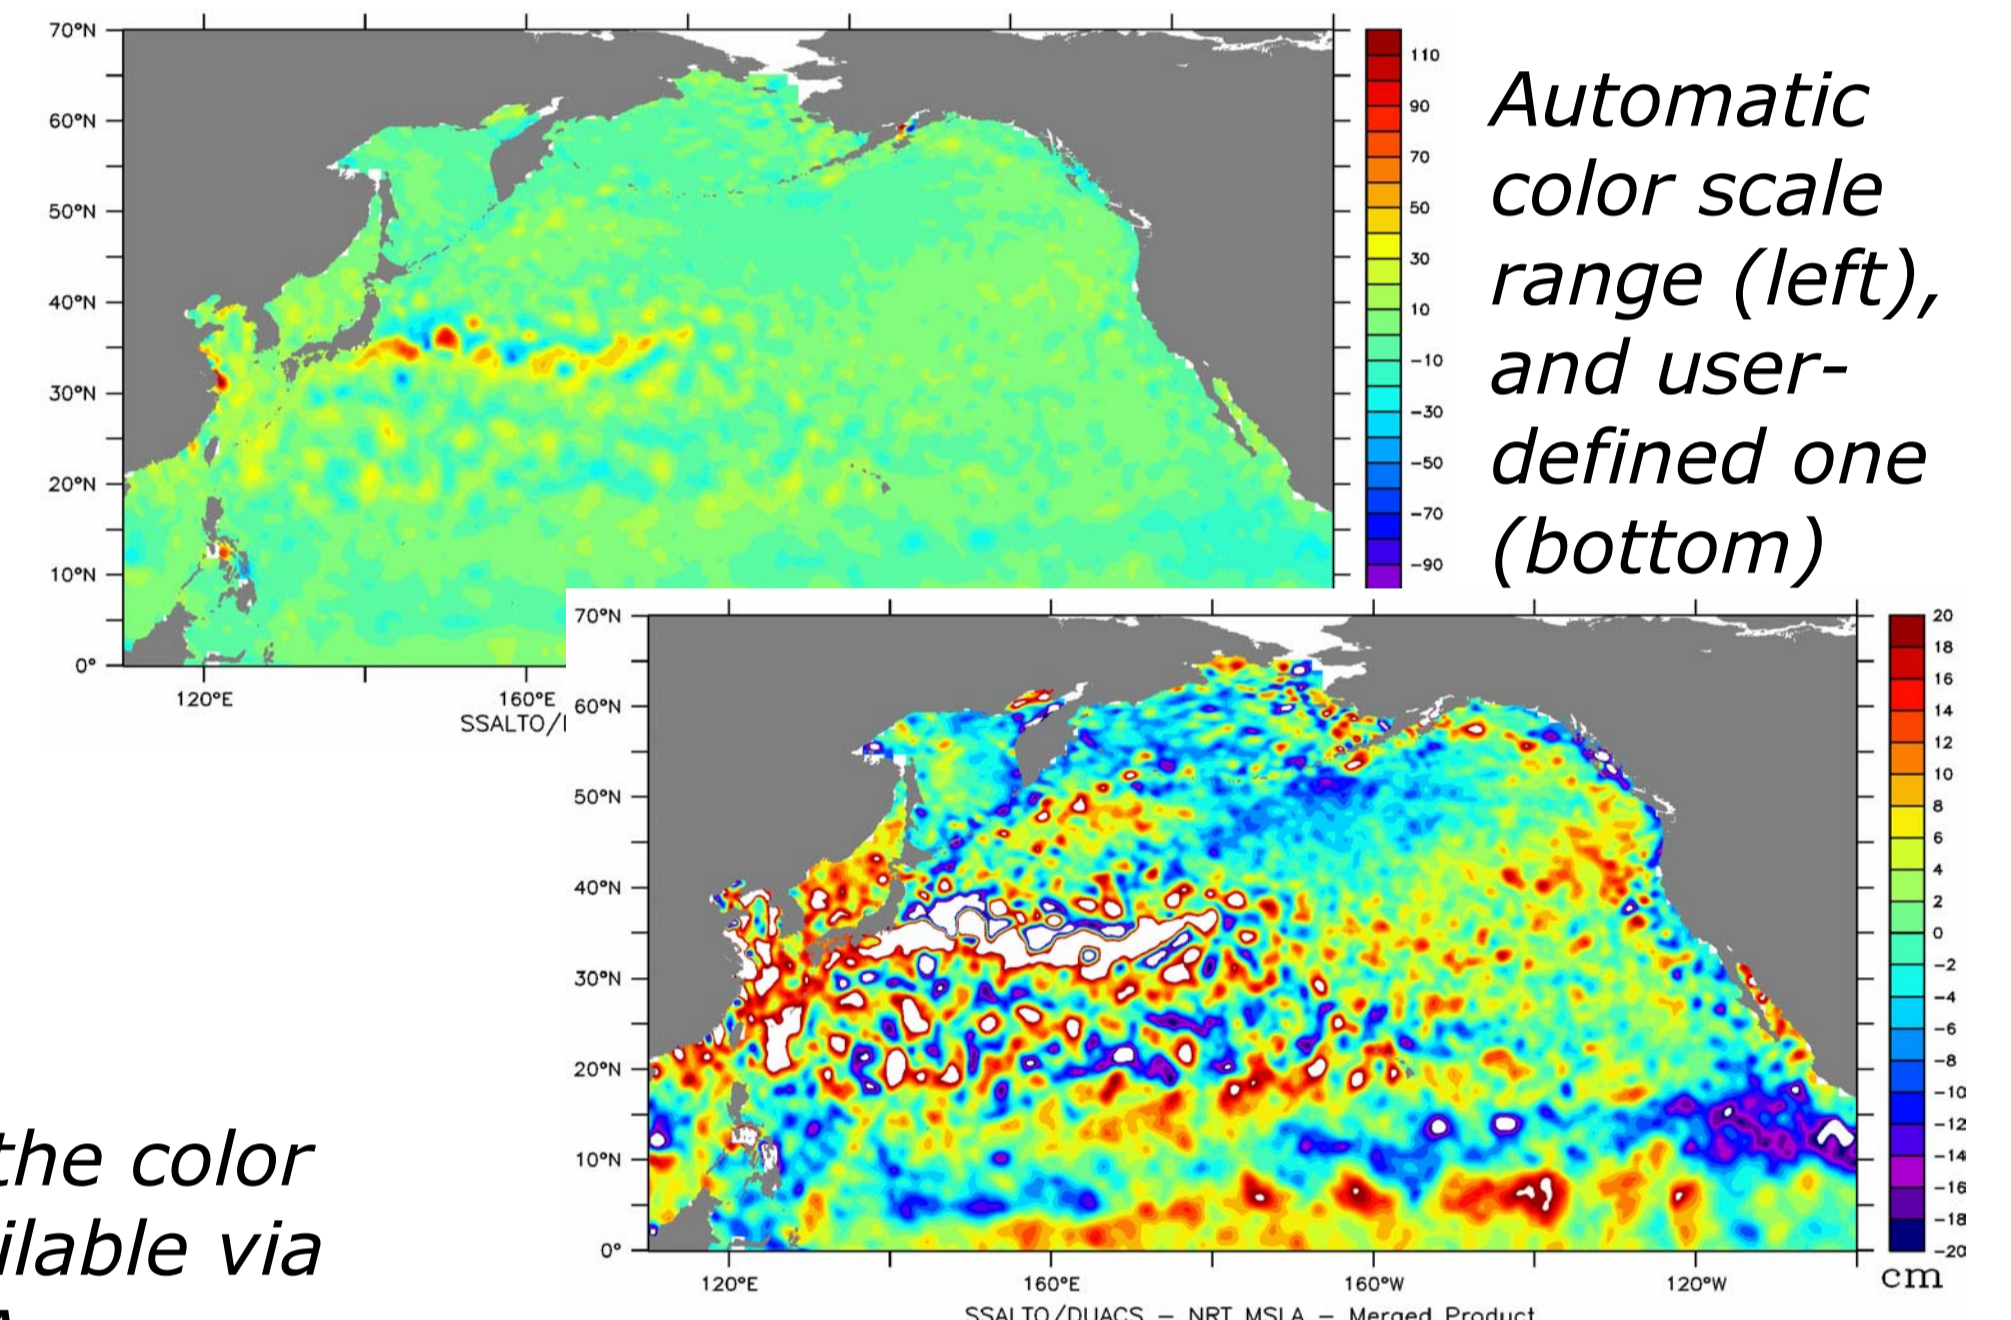 70°N
60°N
50°N
40°N
30°N
20°N
10°N
0°
120°E
160°E
SSALTO/
110
90
70
50
30
10
−10
−30
−50
−70
−90
Automatic
color scale
range (left),
and user-
defined one
(bottom)
70°N
60°N
50°N
40°N
30°N
20°N
10°N
0°
120°E
160°E
160°W
120°W
SSALTO/DUACS − NRT MSLA − Merged Product
20
18
16
14
12
10
8
6
4
2
0
−2
−4
−6
−8
−10
−12
−14
−16
−18
−20
cm
the color
ilable via